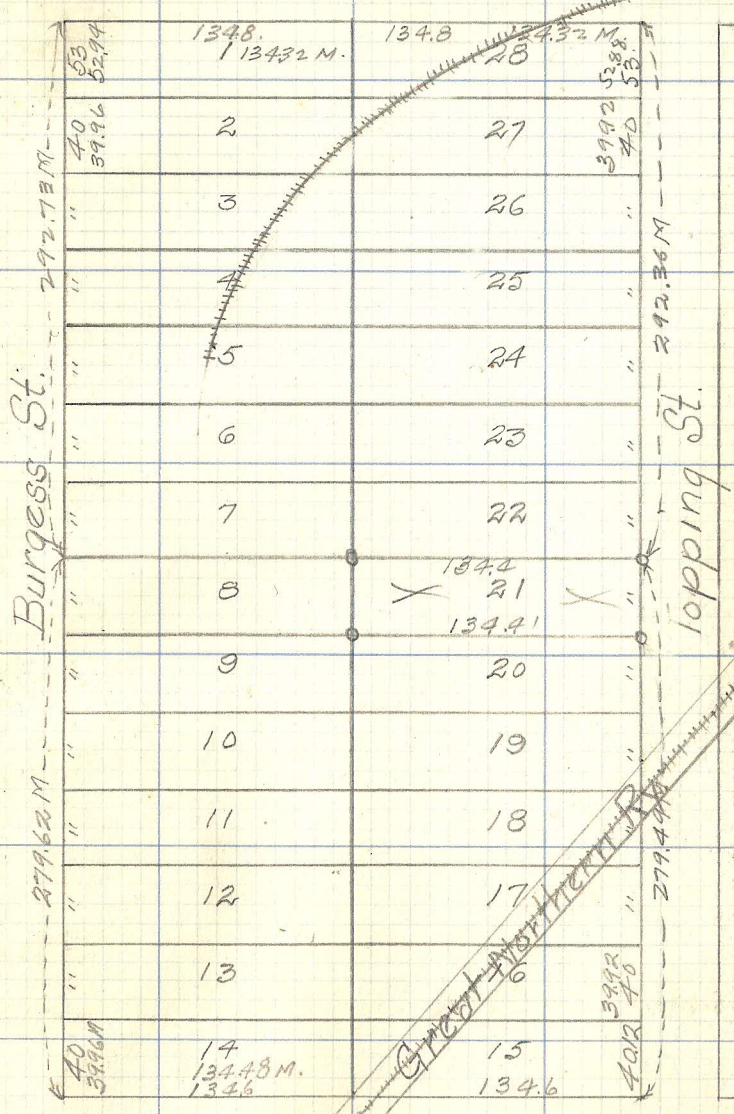 134.8. 134.8 134.32 M.
1 134.32 M. 28
53 52.94
52.88. 53.
40 39.96
39.92 40
2 27
" 3 26 "
" 4 25 "
" 5 24 "
" 6 23 "
" 7 22 "
134.4
" 8 X 21 X "
134.4'
" 9 20 "
" 10 19 "
" 11 18 "
" 12 17 "
" 13 16
39.92 40
40 39.96M
14 15
134.48 M.
134.6 134.6
40.12
292.73 M
Burgess St.
279.62 M
292.36 M
Topping St.
279.49 M
Great Northern Ry